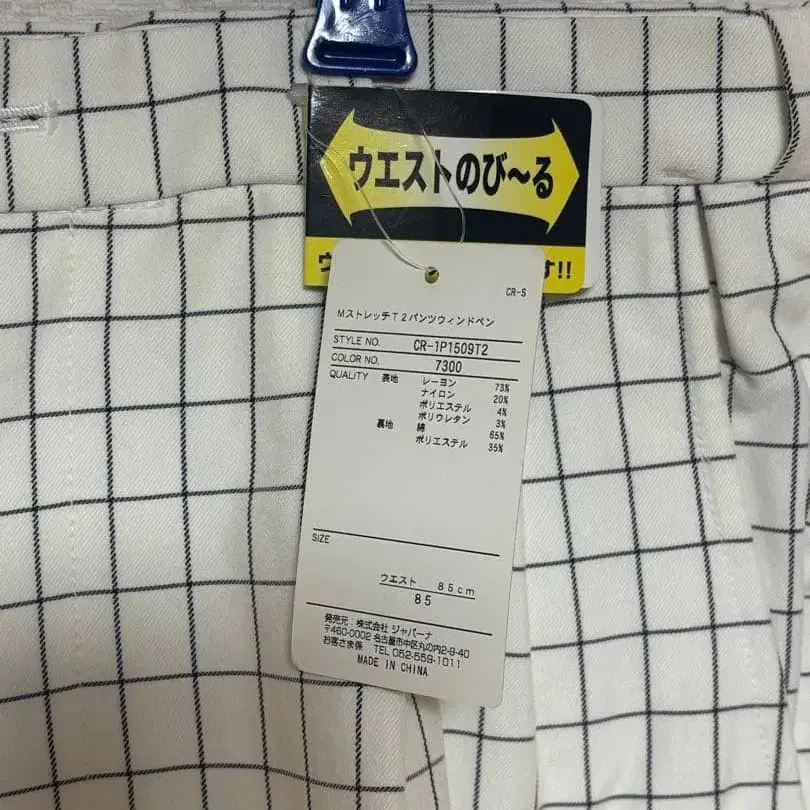 ウエストのび～る
ウ
す!!
CR-S
MストレッチT2パンツウィンドペン
STYLE NO. CR-1P1509T2
COLOR NO. 7300
QUALITY 裏地 レーヨン 73%
ナイロン 20%
ポリエステル 4%
ポリウレタン 3%
裏地 綿 65%
ポリエステル 35%
SIZE
ウエスト 85cm
85
発売元：株式会社 ジャパーナ
〒460-0002 名古屋市中区丸の内2-9-40
お客さま係 TEL 052-559-1011
MADE IN CHINA